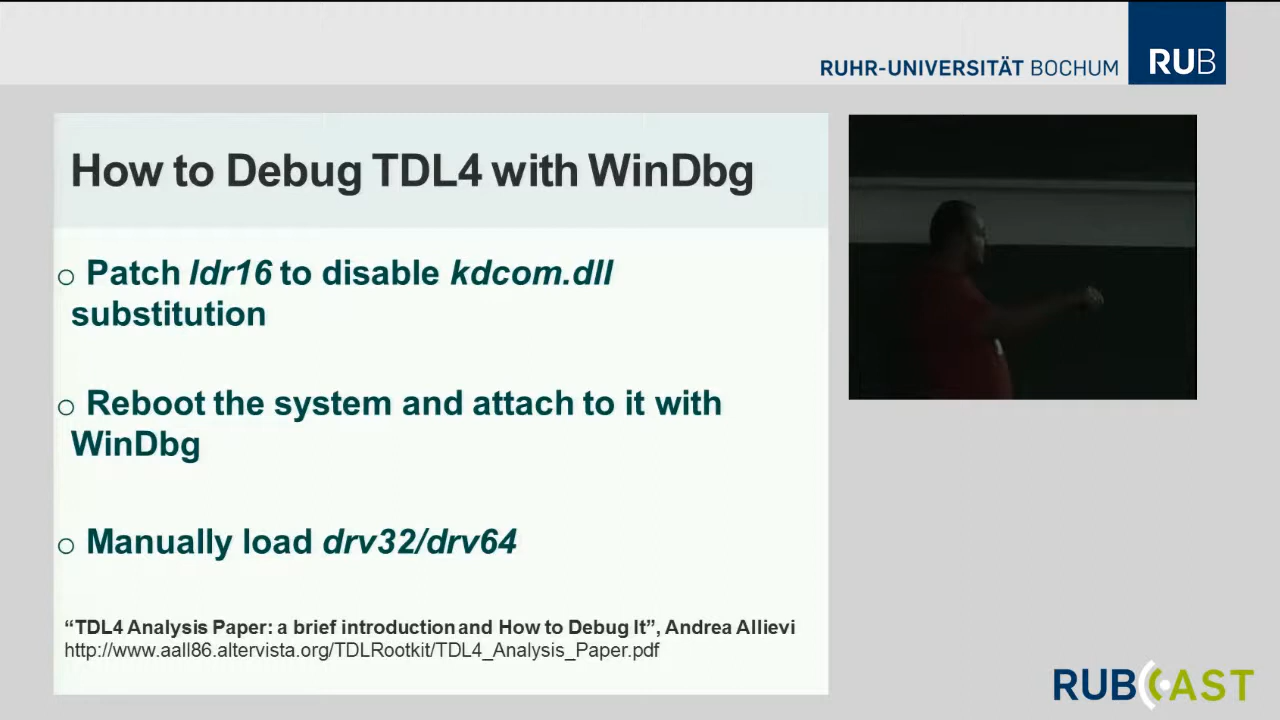 RUHR-UNIVERSITÄT BOCHUM
RUB
How to Debug TDL4 with WinDbg
o Patch ldr16 to disable kdcom.dll
substitution
o Reboot the system and attach to it with
WinDbg
o Manually load drv32/drv64
“TDL4 Analysis Paper: a brief introduction and How to Debug It”, Andrea Allievi
http://www.aall86.altervista.org/TDLRootkit/TDL4_Analysis_Paper.pdf
RUBCAST